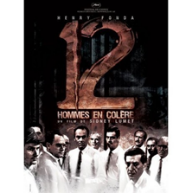 HENRY FONDA
12
HOMMES EN COLÈRE
UN FILM DE SIDNEY LUMET